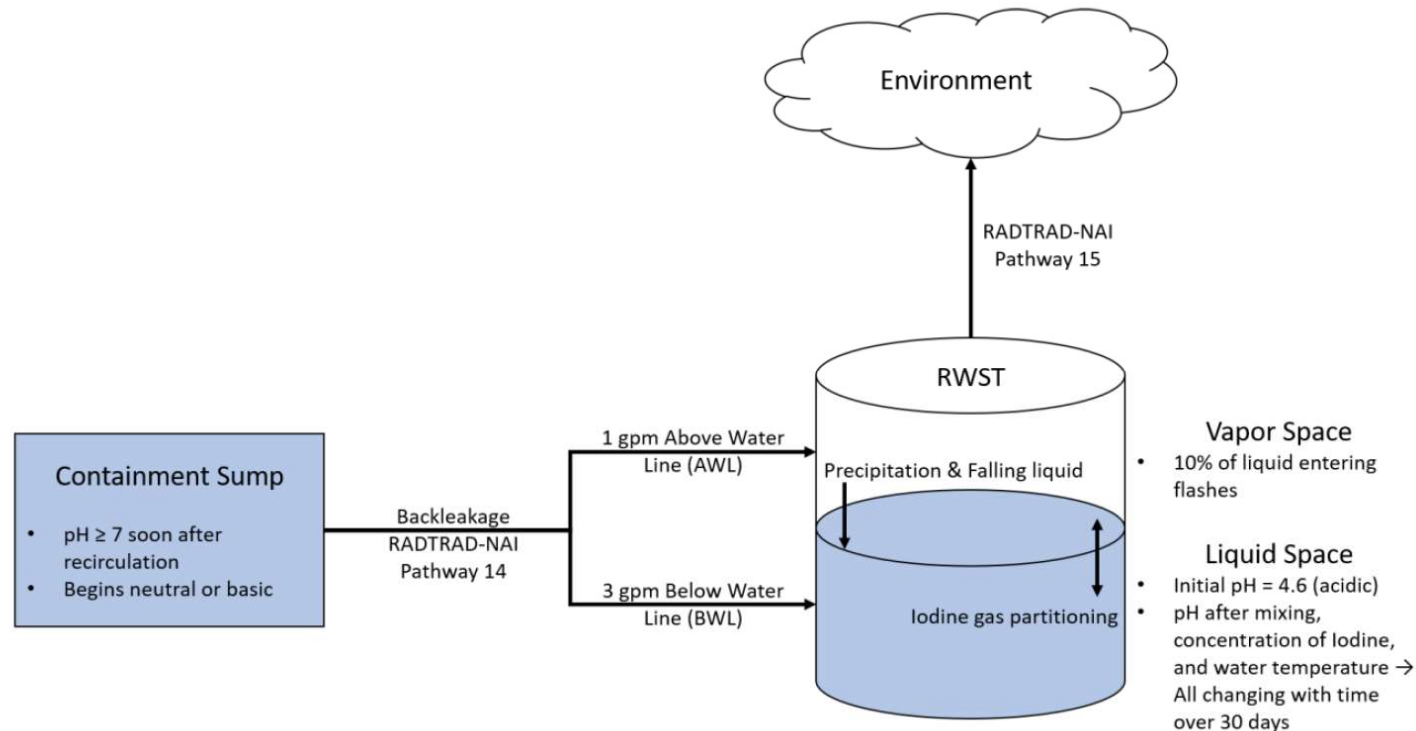 Environment
RADTRAD-NAI
Pathway 15
RWST
Containment Sump
• pH ≥ 7 soon after
recirculation
• Begins neutral or basic
Backleakage
RADTRAD-NAI
Pathway 14
1 gpm Above Water
Line (AWL)
3 gpm Below Water
Line (BWL)
Precipitation & Falling liquid
Iodine gas partitioning
Vapor Space
• 10% of liquid entering
flashes
Liquid Space
• Initial pH = 4.6 (acidic)
• pH after mixing,
concentration of Iodine,
and water temperature →
All changing with time
over 30 days